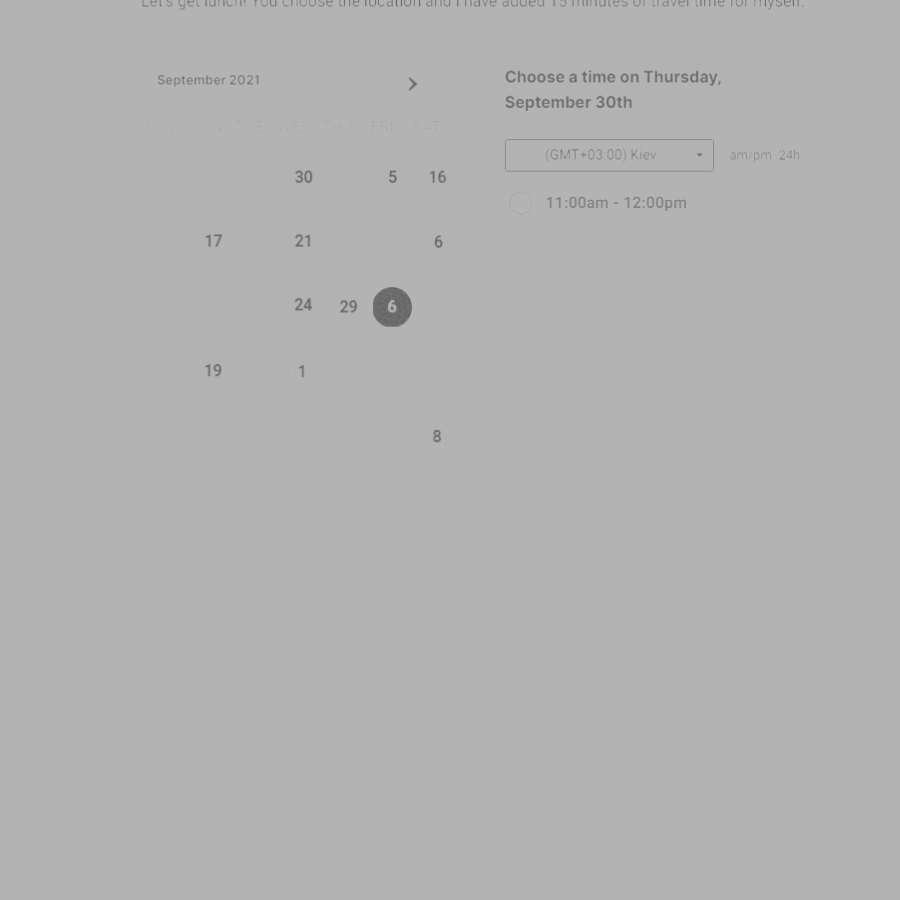 Let's get lunch! You choose the location and I have added 15 minutes of travel time for myself.
September 2021
SUN MON TUE WED THU FRI SAT
30 5 16
17 21 6
24 29 6
19 1
8
Choose a time on Thursday,
September 30th
(GMT+03:00) Kiev am/pm 24h
11:00am - 12:00pm